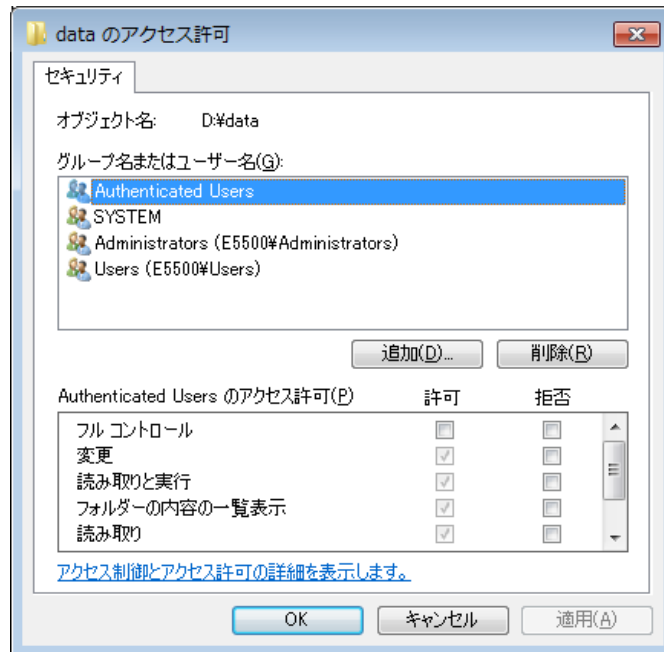 data のアクセス許可
セキュリティ
オブジェクト名: D:¥data
グループ名またはユーザー名(G):
Authenticated Users
SYSTEM
Administrators (E5500¥Administrators)
Users (E5500¥Users)
追加(D)... 削除(R)
Authenticated Users のアクセス許可(P) 許可 拒否
フル コントロール
変更
読み取りと実行
フォルダーの内容の一覧表示
読み取り
アクセス制御とアクセス許可の詳細を表示します。
OK キャンセル 適用(A)